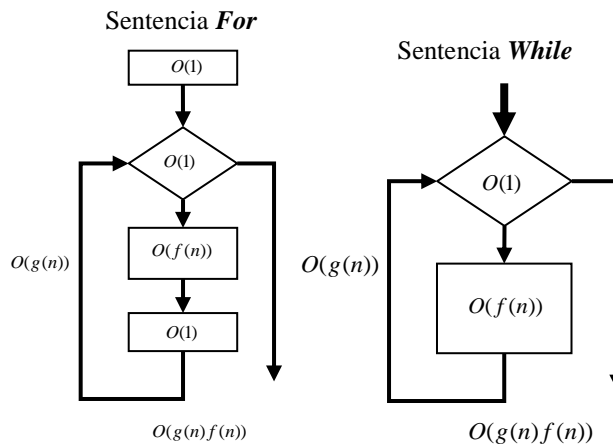 Sentencia For
O(1)
O(1)
O(f(n))
O(g(n))
O(1)
O(g(n)f(n))
Sentencia While
O(1)
O(g(n))
O(f(n))
O(g(n)f(n))